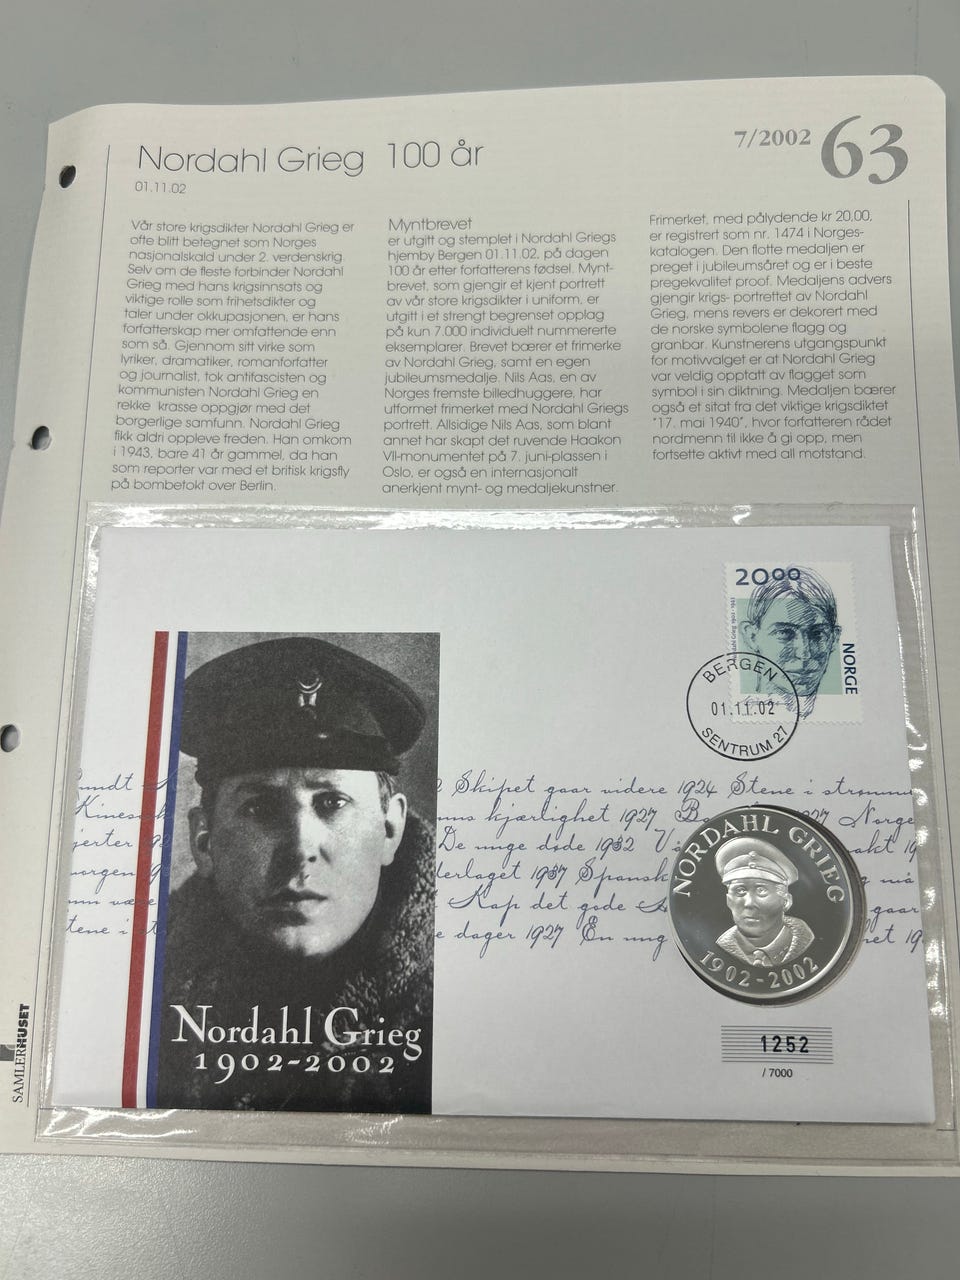 Nordahl Grieg 100 år
01.11.02
7/2002 63
Vår store krigsdikter Nordahl Grieg er
ofte blitt betegnet som Norges
nasjonalskald under 2. verdenskrig.
Selv om de fleste forbinder Nordahl
Grieg med hans krigsinnsats og
viktige rolle som frihetsdikter og
taler under okkupasjonen, er hans
forfatterskap mer omfattende enn
som så. Gjennom sitt virke som
lyriker, dramatiker, romanforfatter
og journalist, tok antifascisten og
kommunisten Nordahl Grieg en
rekke krasse oppgjør med det
borgerlige samfunn. Nordahl Grieg
fikk aldri oppleve freden. Han omkom
i 1943, bare 41 år gammel, da han
som reporter var med et britisk krigsfly
på bombetokt over Berlin.
Myntbrevet
er utgitt og stemplet i Nordahl Griegs
hjemby Bergen 01.11.02, på dagen
100 år etter forfatterens fødsel. Mynt-
brevet, som gjengir et kjent portrett
av vår store krigsdikter i uniform, er
utgitt i et strengt begrenset opplag
på kun 7.000 individuelt nummererte
eksemplarer. Brevet bærer et frimerke
av Nordahl Grieg, samt en egen
jubileumsmedalje. Nils Aas, en av
Norges fremste billedhuggere, har
utformet frimerket med Nordahl Griegs
portrett. Allsidige Nils Aas, som blant
annet har skapt det ruvende Haakon
VII-monumentet på 7. juni-plassen i
Oslo, er også en internasjonalt
anerkjent mynt- og medaljekunstner.
Frimerket, med pålydende kr 20,00,
er registrert som nr. 1474 i Norges-
katalogen. Den flotte medaljen er
preget i jubileumsåret og er i beste
pregekvalitet proof. Medaljens advers
gjengir krigs- portrettet av Nordahl
Grieg, mens revers er dekorert med
de norske symbolene flagg og
granbar. Kunstnerens utgangspunkt
for motivvalget er at Nordahl Grieg
var veldig opptatt av flagget som
symbol i sin diktning. Medaljen bærer
også et sitat fra det viktige krigsdiktet
"17. mai 1940", hvor forfatteren rådet
nordmenn til ikke å gi opp, men
fortsette aktivt med all motstand.
2000
Nordahl Grieg 1902-1943
NORGE
BERGEN
01.11.02
SENTRUM 27
Skipet gaar videre 1924 Stene i strømmen
kjærlighet 1927 Norge
De unge døde 1932
1937 Spansk
Kap det gode gaar
dager 1927 En ung
NORDAHL GRIEG
1902-2002
Nordahl Grieg
1902-2002
1252
/ 7000
SAMLERHUSET